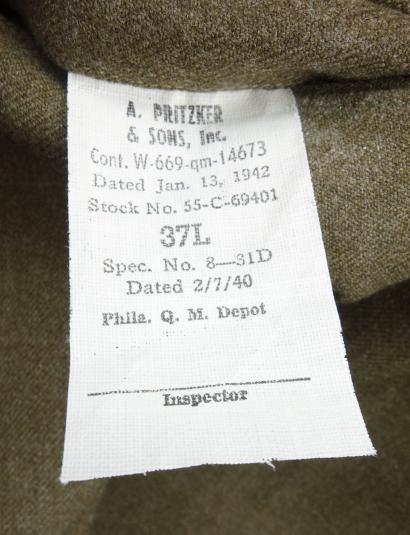 A. PRITZKER
& SONS, Inc.
Cont. W-669-qm-14673
Dated Jan. 13, 1942
Stock No. 55-C-69401
37L
Spec. No. 8—31D
Dated 2/7/40
Phila. Q. M. Depot
Inspector